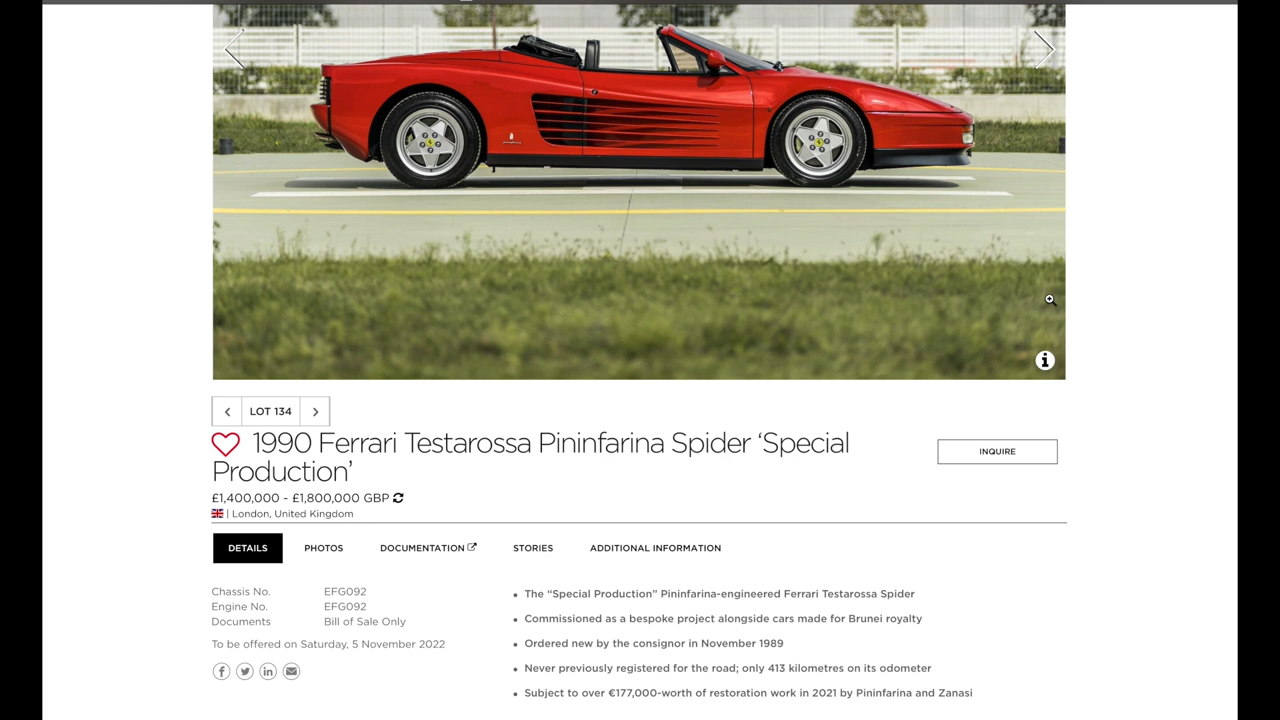 LOT 134
1990 Ferrari Testarossa Pininfarina Spider ‘Special
Production’
INQUIRE
£1,400,000 - £1,800,000 GBP
| London, United Kingdom
DETAILS PHOTOS DOCUMENTATION STORIES ADDITIONAL INFORMATION
Chassis No. EFG092
Engine No. EFG092
Documents Bill of Sale Only
To be offered on Saturday, 5 November 2022
• The “Special Production” Pininfarina-engineered Ferrari Testarossa Spider
• Commissioned as a bespoke project alongside cars made for Brunei royalty
• Ordered new by the consignor in November 1989
• Never previously registered for the road; only 413 kilometres on its odometer
• Subject to over €177,000-worth of restoration work in 2021 by Pininfarina and Zanasi